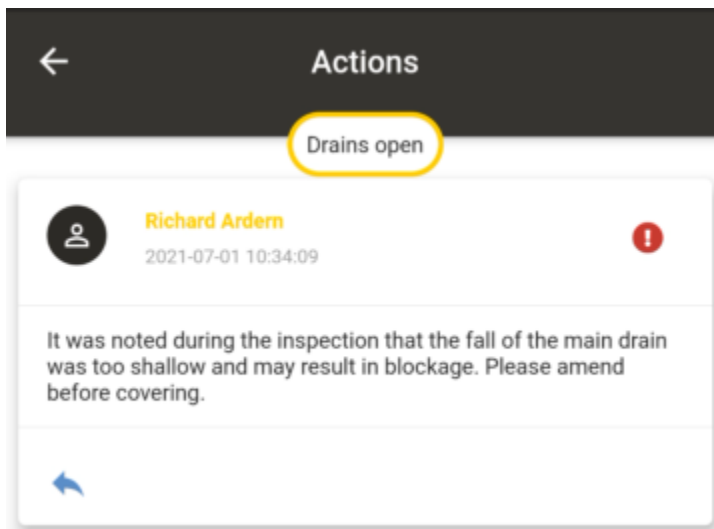 Actions
Drains open
Richard Ardern
2021-07-01 10:34:09
It was noted during the inspection that the fall of the main drain
was too shallow and may result in blockage. Please amend
before covering.